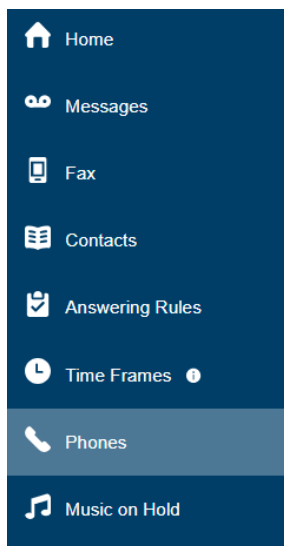 Home
Messages
Fax
Contacts
Answering Rules
Time Frames
Phones
Music on Hold